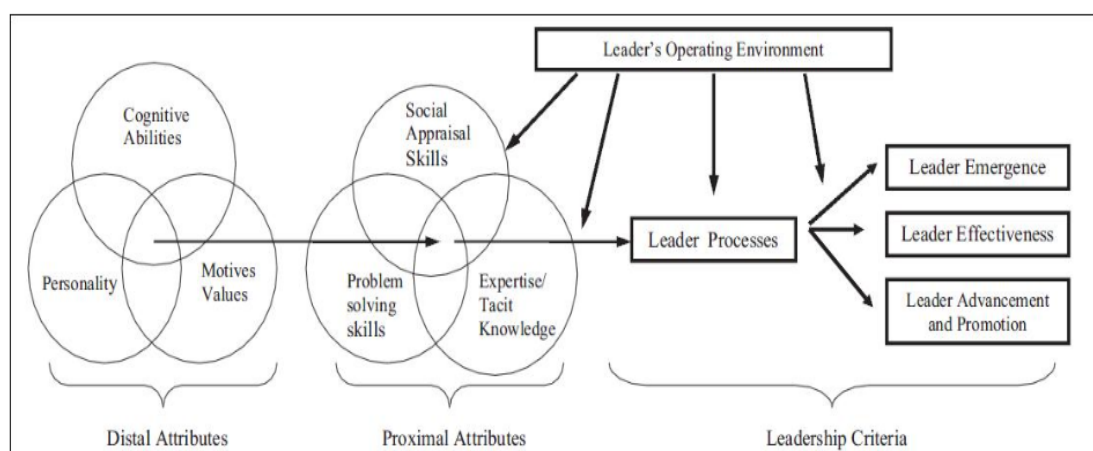 Leader's Operating Environment
Cognitive
Abilities
Personality
Motives
Values
Distal Attributes
Social
Appraisal
Skills
Problem
solving
skills
Expertise/
Tacit
Knowledge
Proximal Attributes
Leader Processes
Leader Emergence
Leader Effectiveness
Leader Advancement
and Promotion
Leadership Criteria